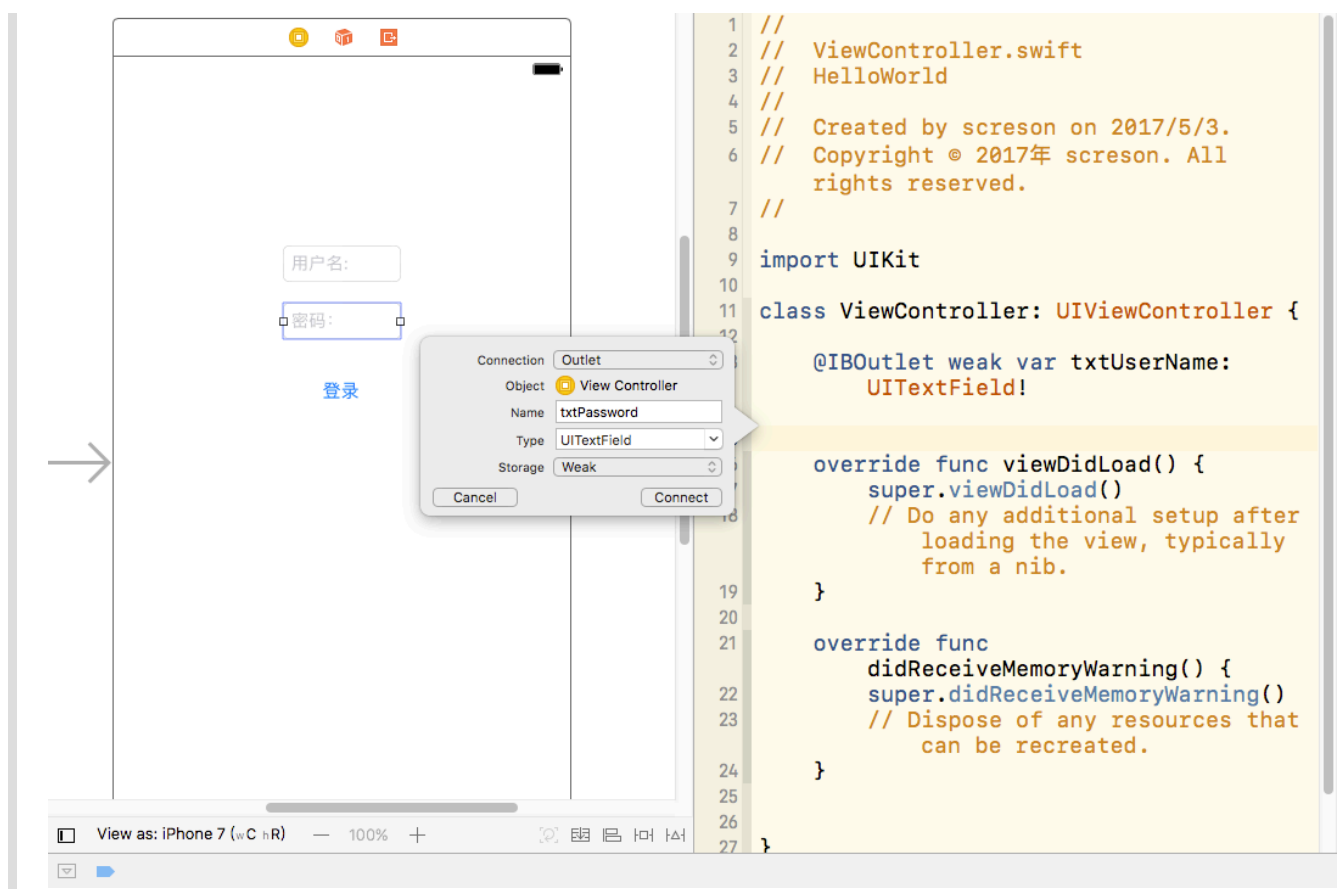 用户名:
密码:
登录
Connection Outlet
Object View Controller
Name txtPassword
Type UITextField
Storage Weak
Cancel Connect
View as: iPhone 7 (wC hR) — 100% +
1 //
2 // ViewController.swift
3 // HelloWorld
4 //
5 // Created by screson on 2017/5/3.
6 // Copyright © 2017年 screson. All
rights reserved.
7 //
8
9 import UIKit
10
11 class ViewController: UIViewController {
12
@IBOutlet weak var txtUserName:
UITextField!
override func viewDidLoad() {
super.viewDidLoad()
18 // Do any additional setup after
loading the view, typically
from a nib.
19 }
20
21 override func
didReceiveMemoryWarning() {
22 super.didReceiveMemoryWarning()
23 // Dispose of any resources that
can be recreated.
24 }
25
26
27 }